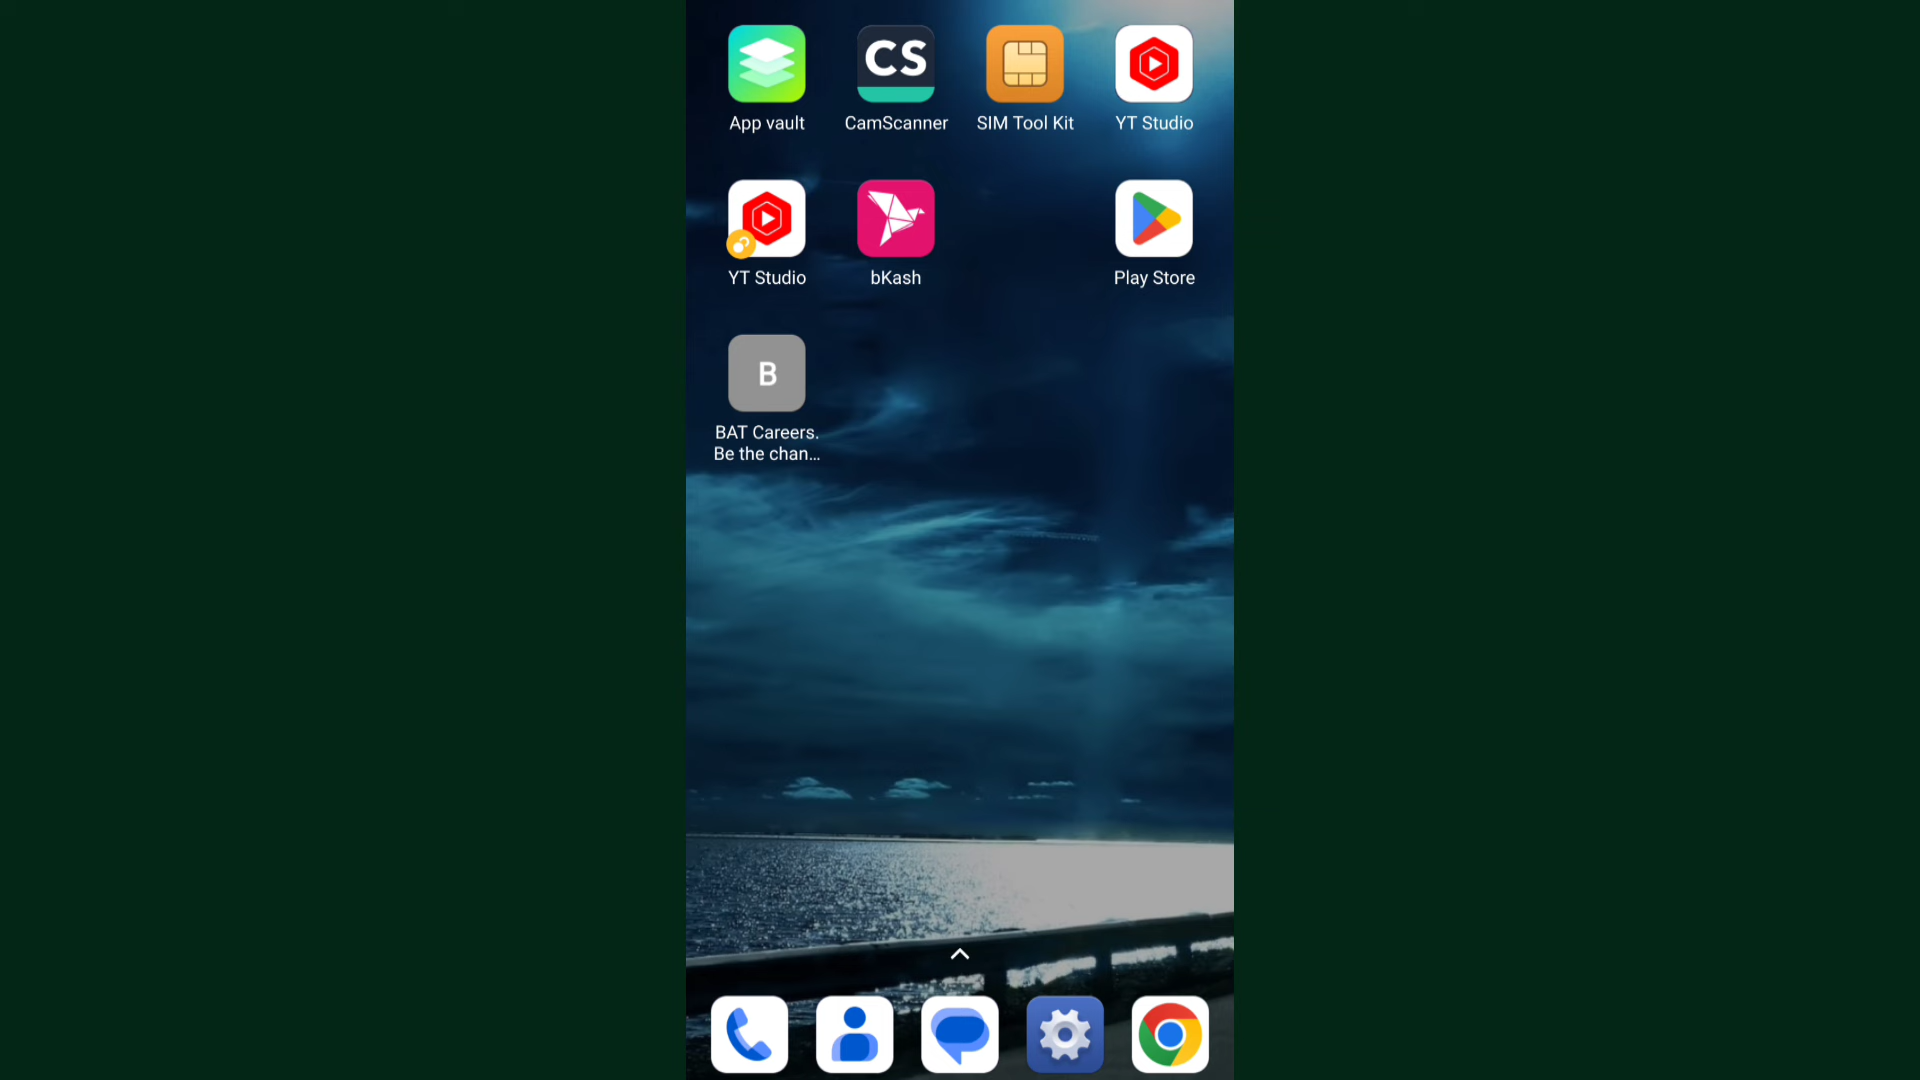 CS
App vault
CamScanner
SIM Tool Kit
YT Studio
YT Studio
bKash
Play Store
B
BAT Careers.
Be the chan…